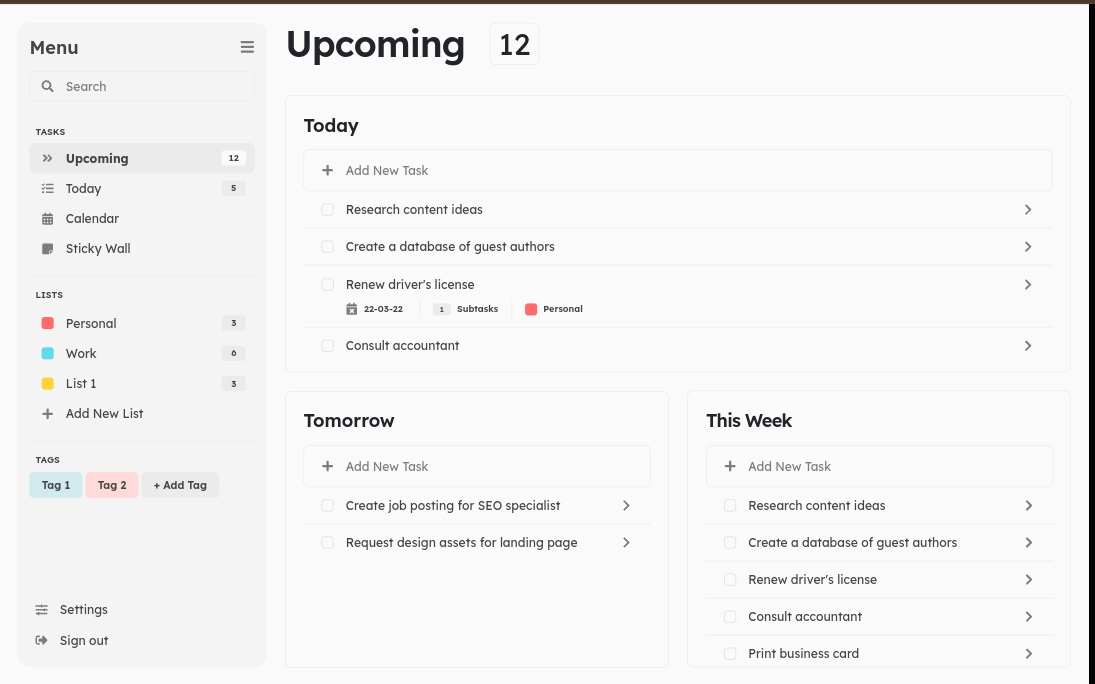 Menu
Search
TASKS
Upcoming 12
Today 5
Calendar
Sticky Wall
LISTS
Personal 3
Work 6
List 1 3
Add New List
TAGS
Tag 1 Tag 2 + Add Tag
Settings
Sign out
Upcoming 12
Today
Add New Task
Research content ideas
Create a database of guest authors
Renew driver's license
22-03-22 1 Subtasks Personal
Consult accountant
Tomorrow
Add New Task
Create job posting for SEO specialist
Request design assets for landing page
This Week
Add New Task
Research content ideas
Create a database of guest authors
Renew driver's license
Consult accountant
Print business card